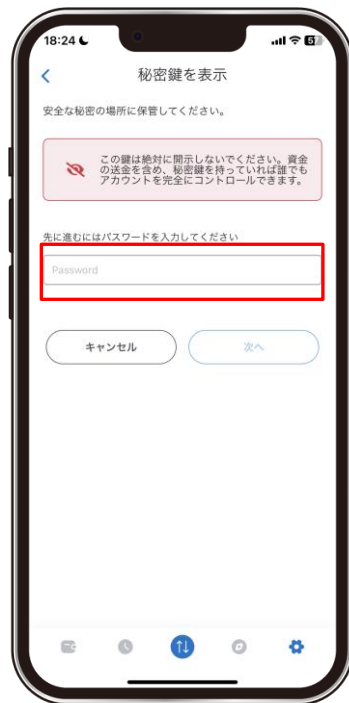 18:24
秘密鍵を表示
安全な秘密の場所に保管してください。
この鍵は絶対に開示しないでください。資金
の送金を含め、秘密鍵を持っていれば誰でも
アカウントを完全にコントロールできます。
先に進むにはパスワードを入力してください
Password
キャンセル
次へ